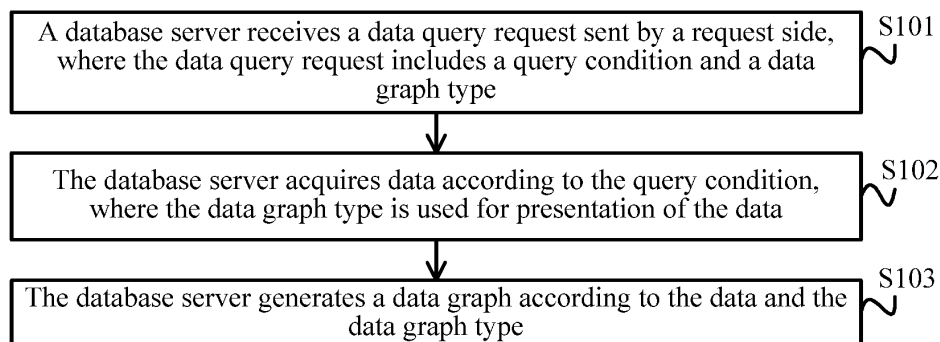 A database server receives a data query request sent by a request side,
where the data query request includes a query condition and a data
graph type
S101
The database server acquires data according to the query condition,
where the data graph type is used for presentation of the data
S102
The database server generates a data graph according to the data and the
data graph type
S103